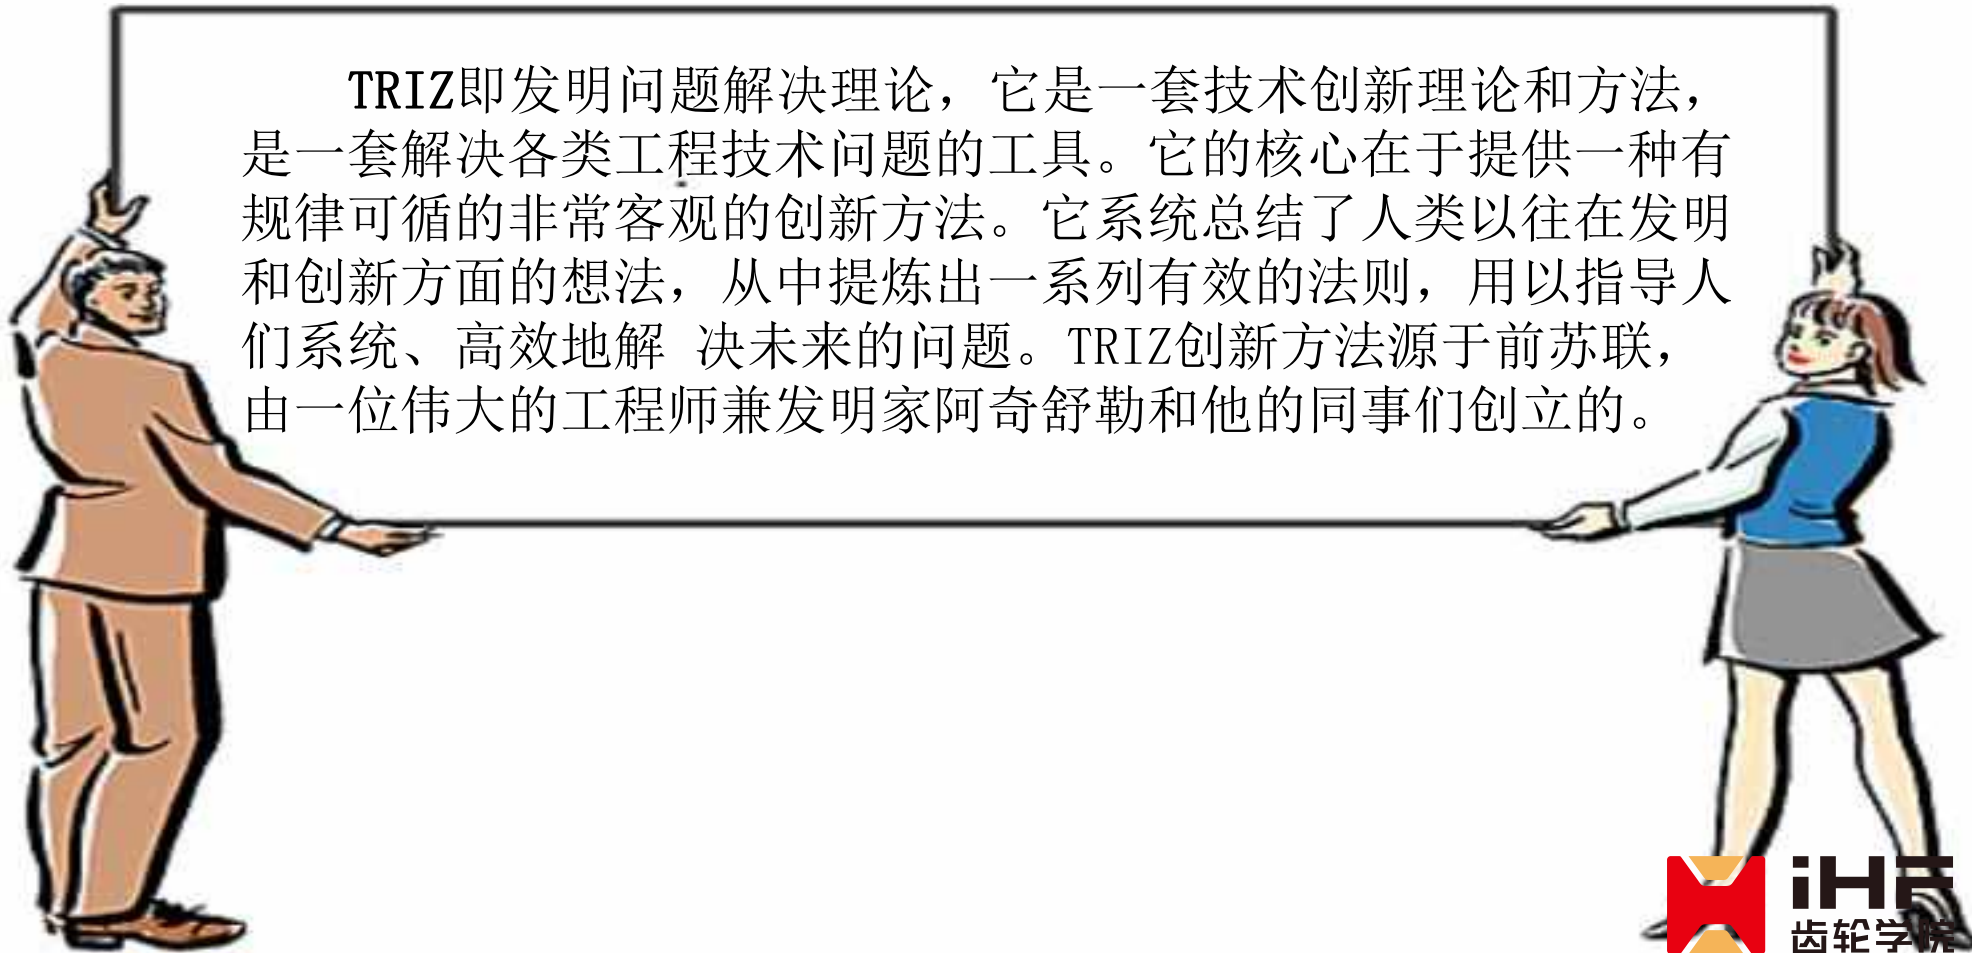 TRIZ即发明问题解决理论，它是一套技术创新理论和方法，
是一套解决各类工程技术问题的工具。它的核心在于提供一种有
规律可循的非常客观的创新方法。它系统总结了人类以往在发明
和创新方面的想法，从中提炼出一系列有效的法则，用以指导人
们系统、高效地解 决未来的问题。TRIZ创新方法源于前苏联，
由一位伟大的工程师兼发明家阿奇舒勒和他的同事们创立的。
iHF
齿轮学院